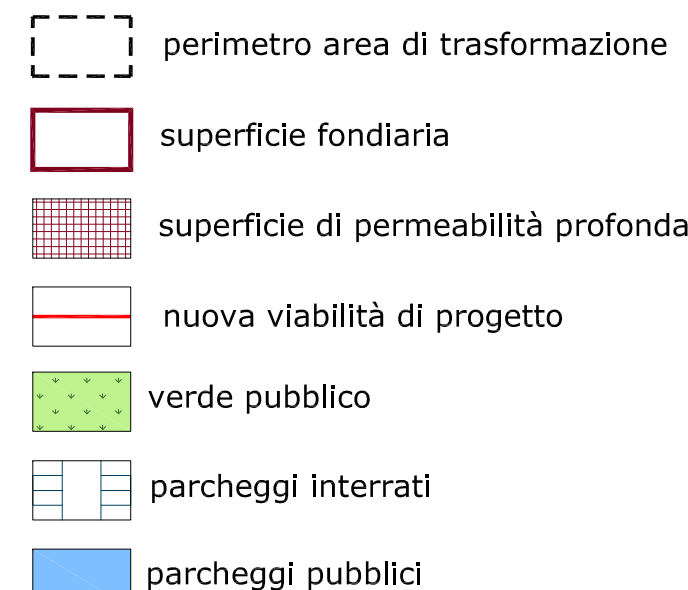 perimetro area di trasformazione
superficie fondiaria
superficie di permeabilità profonda
nuova viabilità di progetto
verde pubblico
parcheggi interrati
parcheggi pubblici